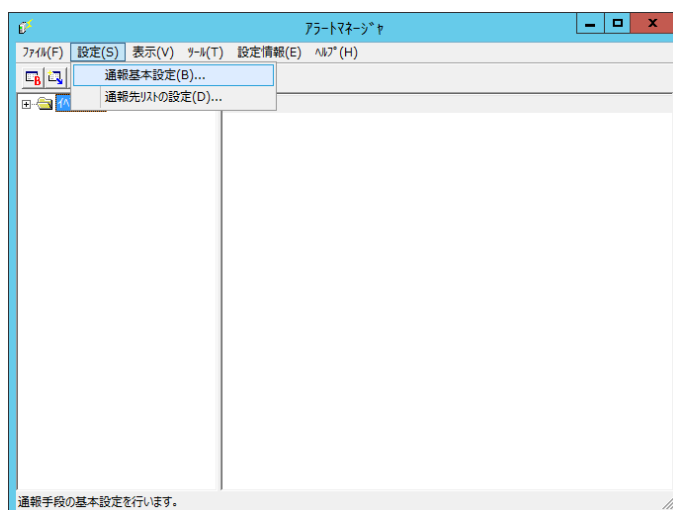 アラートマネージャ
ファイル(F) 設定(S) 表示(V) ツール(T) 設定情報(E) ヘルプ(H)
通報基本設定(B)...
通報先リストの設定(D)...
通報手段の基本設定を行います。